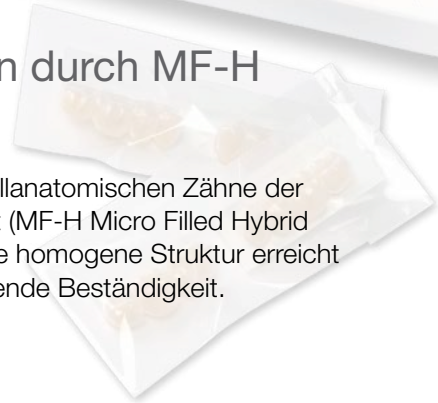 n durch MF-H
llanatomischen Zähne der
t (MF-H Micro Filled Hybrid
e homogene Struktur erreicht
ende Beständigkeit.